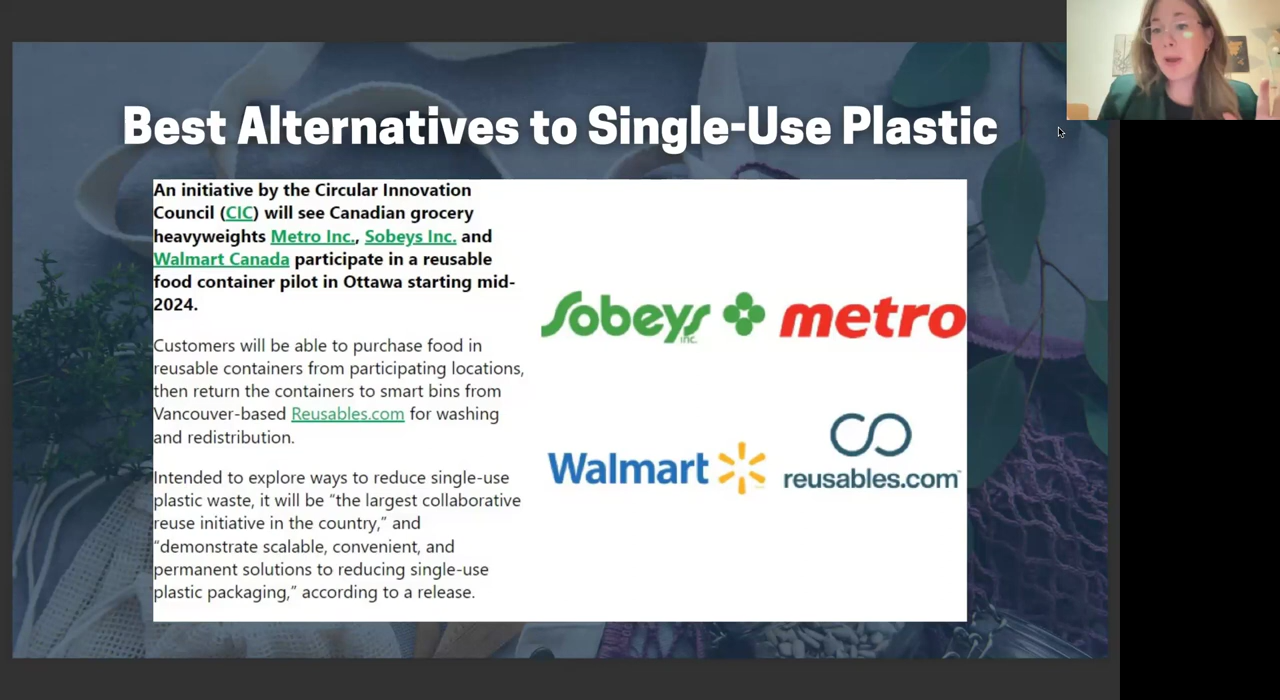 Best Alternatives to Single-Use Plastic
An initiative by the Circular Innovation
Council (CIC) will see Canadian grocery
heavyweights Metro Inc., Sobeys Inc. and
Walmart Canada participate in a reusable
food container pilot in Ottawa starting mid-
2024.
Customers will be able to purchase food in
reusable containers from participating locations,
then return the containers to smart bins from
Vancouver-based Reusables.com for washing
and redistribution.
Intended to explore ways to reduce single-use
plastic waste, it will be “the largest collaborative
reuse initiative in the country,” and
“demonstrate scalable, convenient, and
permanent solutions to reducing single-use
plastic packaging,” according to a release.
Sobeys inc.
metro
Walmart
reusables.com